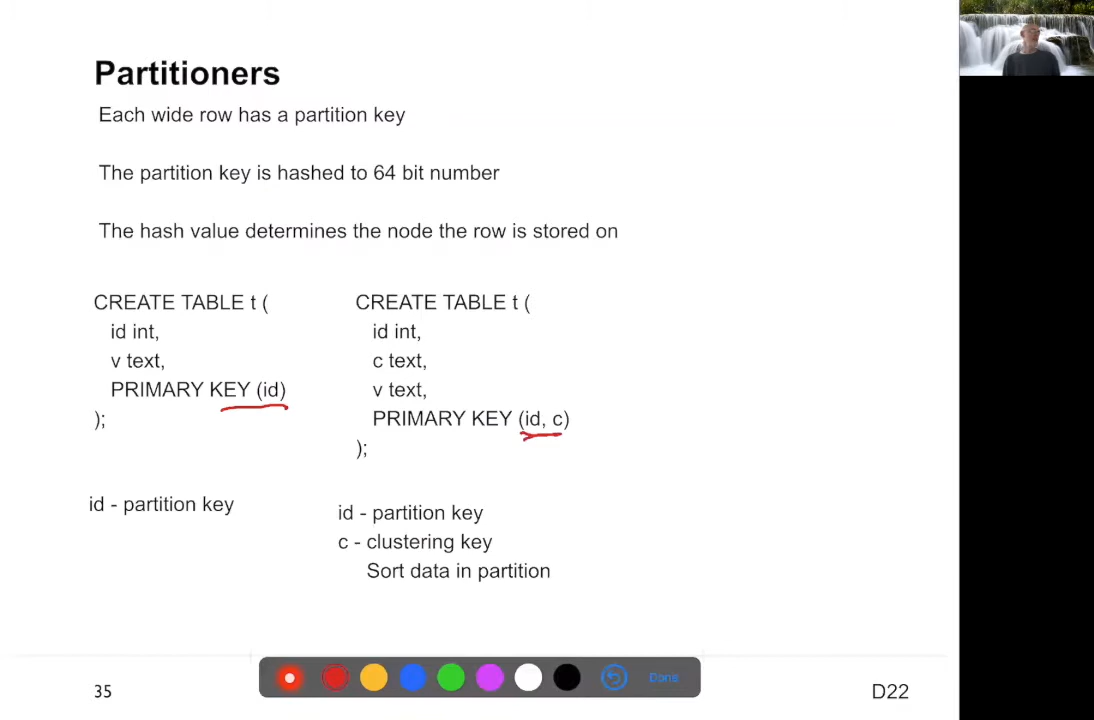 Partitioners
Each wide row has a partition key
The partition key is hashed to 64 bit number
The hash value determines the node the row is stored on
CREATE TABLE t (
id int,
v text,
PRIMARY KEY (id)
);
CREATE TABLE t (
id int,
c text,
v text,
PRIMARY KEY (id, c)
);
id - partition key
id - partition key
c - clustering key
Sort data in partition
Done
35
D22